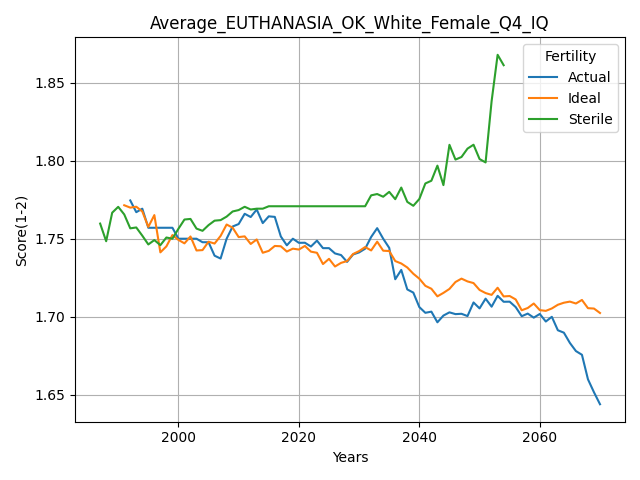 Average_EUTHANASIA_OK_White_Female_Q4_IQ
Fertility
Actual
Ideal
Sterile
Score(1-2)
1.85
1.80
1.75
1.70
1.65
2000 2020 2040 2060
Years